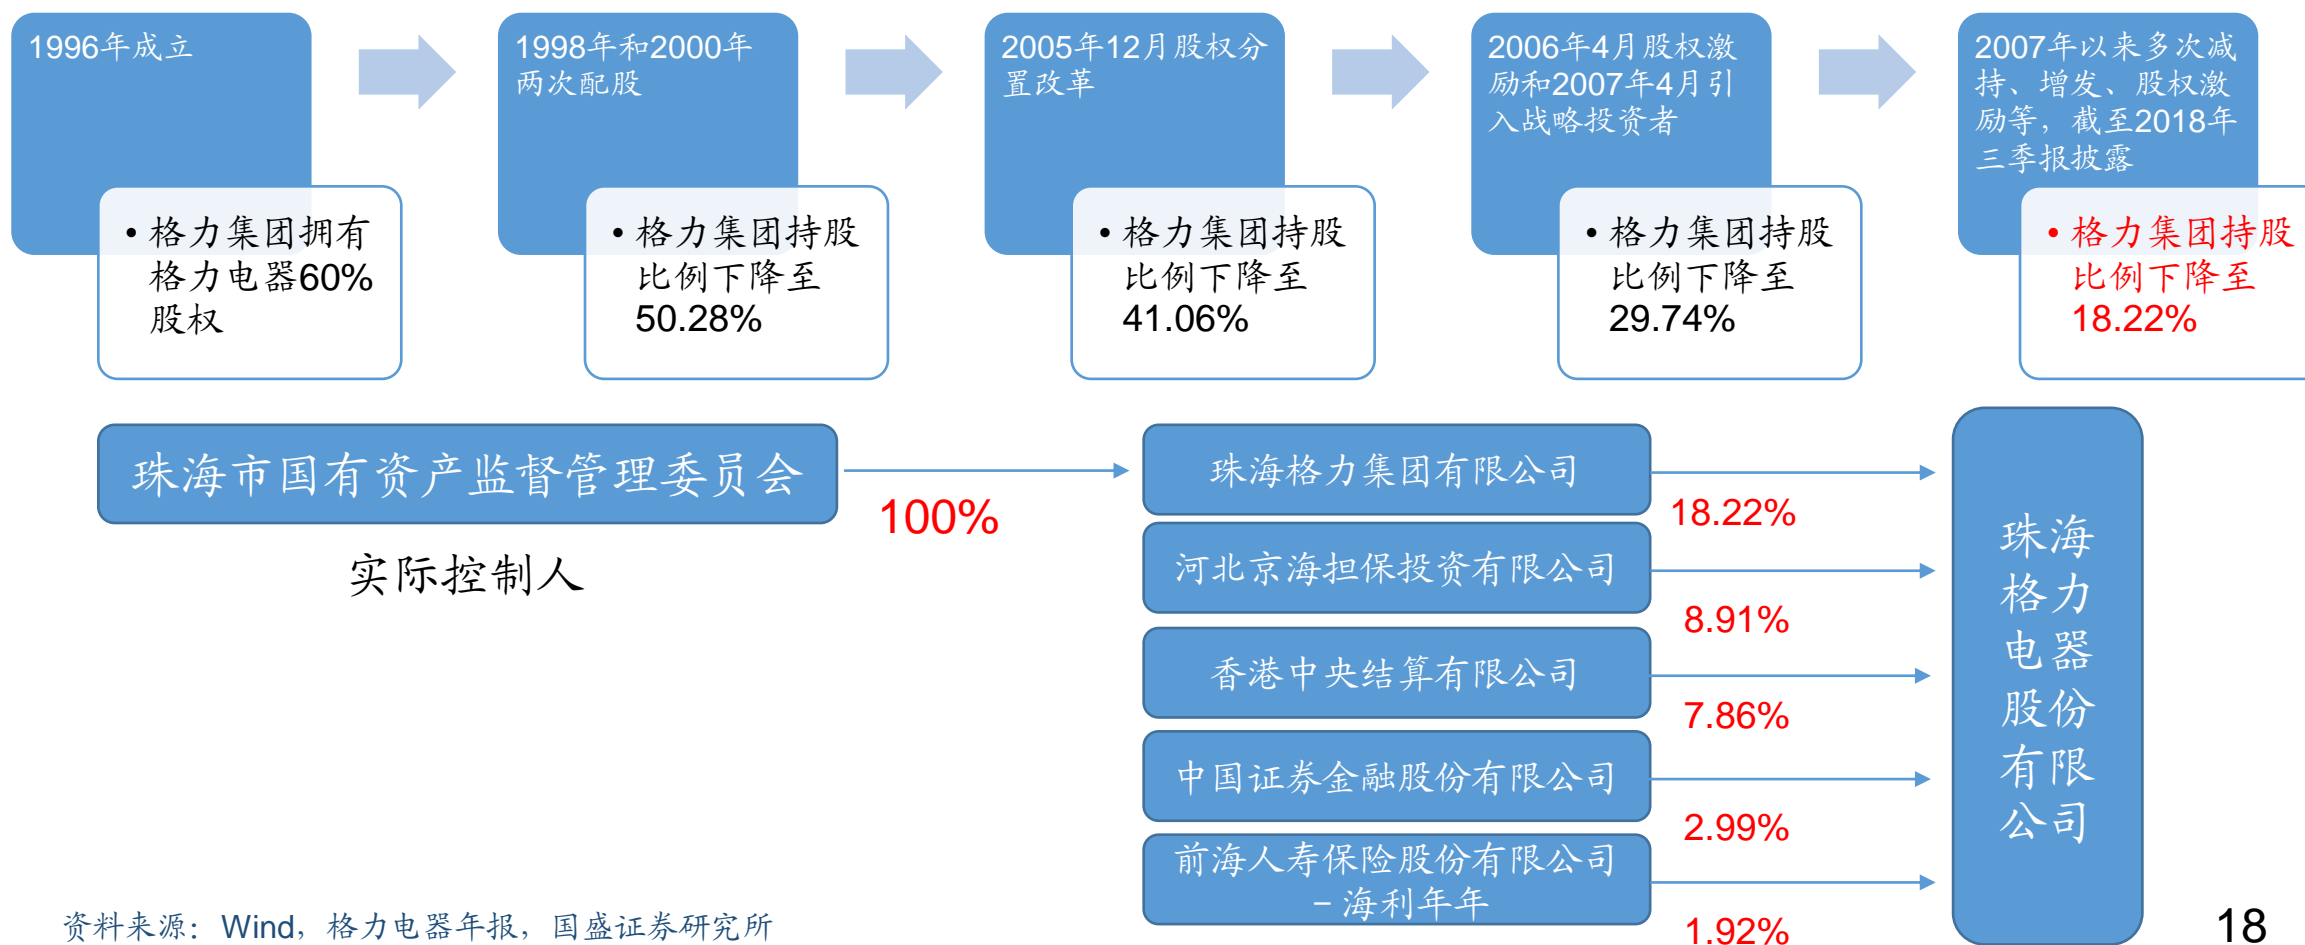 1996年成立
1998年和2000年
两次配股
2005年12月股权分
置改革
2006年4月股权激
励和2007年4月引
入战略投资者
2007年以来多次减
持、增发、股权激
励等，截至2018年
三季报披露
• 格力集团拥有
格力电器60%
股权
• 格力集团持股
比例下降至
50.28%
• 格力集团持股
比例下降至
41.06%
• 格力集团持股
比例下降至
29.74%
• 格力集团持股
比例下降至
18.22%
珠海市国有资产监督管理委员会
100%
实际控制人
珠海格力集团有限公司
18.22%
河北京海担保投资有限公司
8.91%
香港中央结算有限公司
7.86%
中国证券金融股份有限公司
2.99%
前海人寿保险股份有限公司
－海利年年
1.92%
珠海
格力
电器
股份
有限
公司
资料来源：Wind，格力电器年报，国盛证券研究所
18